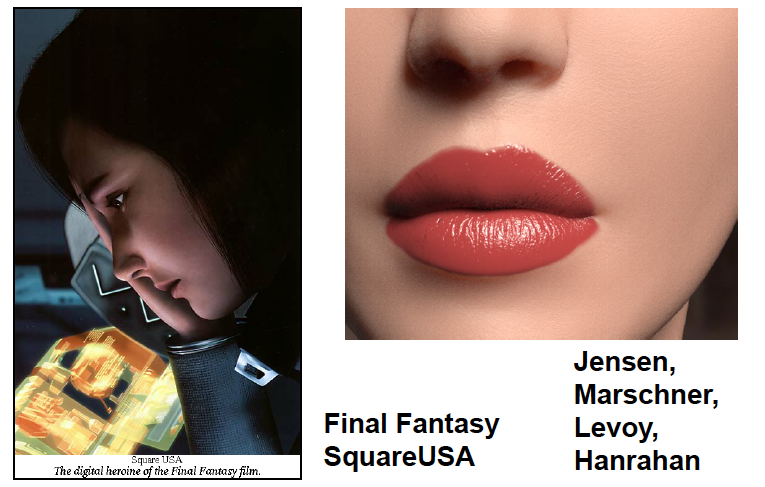 Square USA
The digital heroine of the Final Fantasy film.
Final Fantasy
SquareUSA
Jensen,
Marschner,
Levoy,
Hanrahan